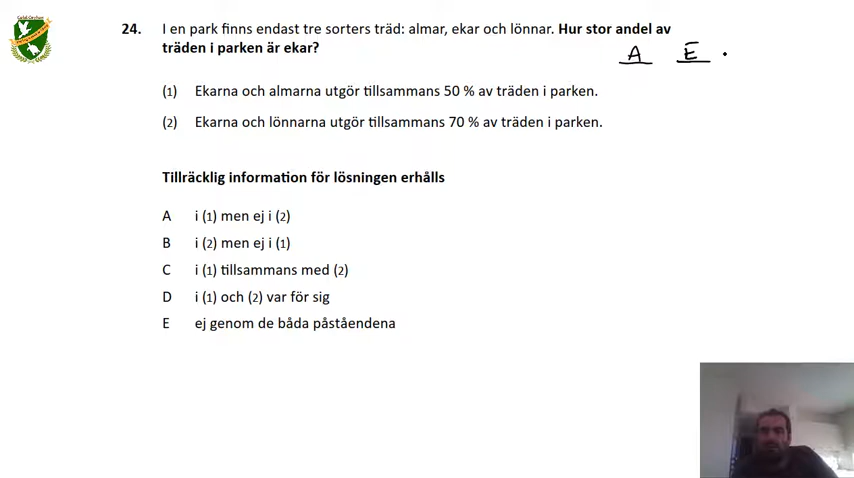 24. I en park finns endast tre sorters träd: almar, ekar och lönnar. Hur stor andel av
träden i parken är ekar?
A E
(1) Ekarna och almarna utgör tillsammans 50 % av träden i parken.
(2) Ekarna och lönnarna utgör tillsammans 70 % av träden i parken.
Tillräcklig information för lösningen erhålls
A i (1) men ej i (2)
B i (2) men ej i (1)
C i (1) tillsammans med (2)
D i (1) och (2) var för sig
E ej genom de båda påståendena